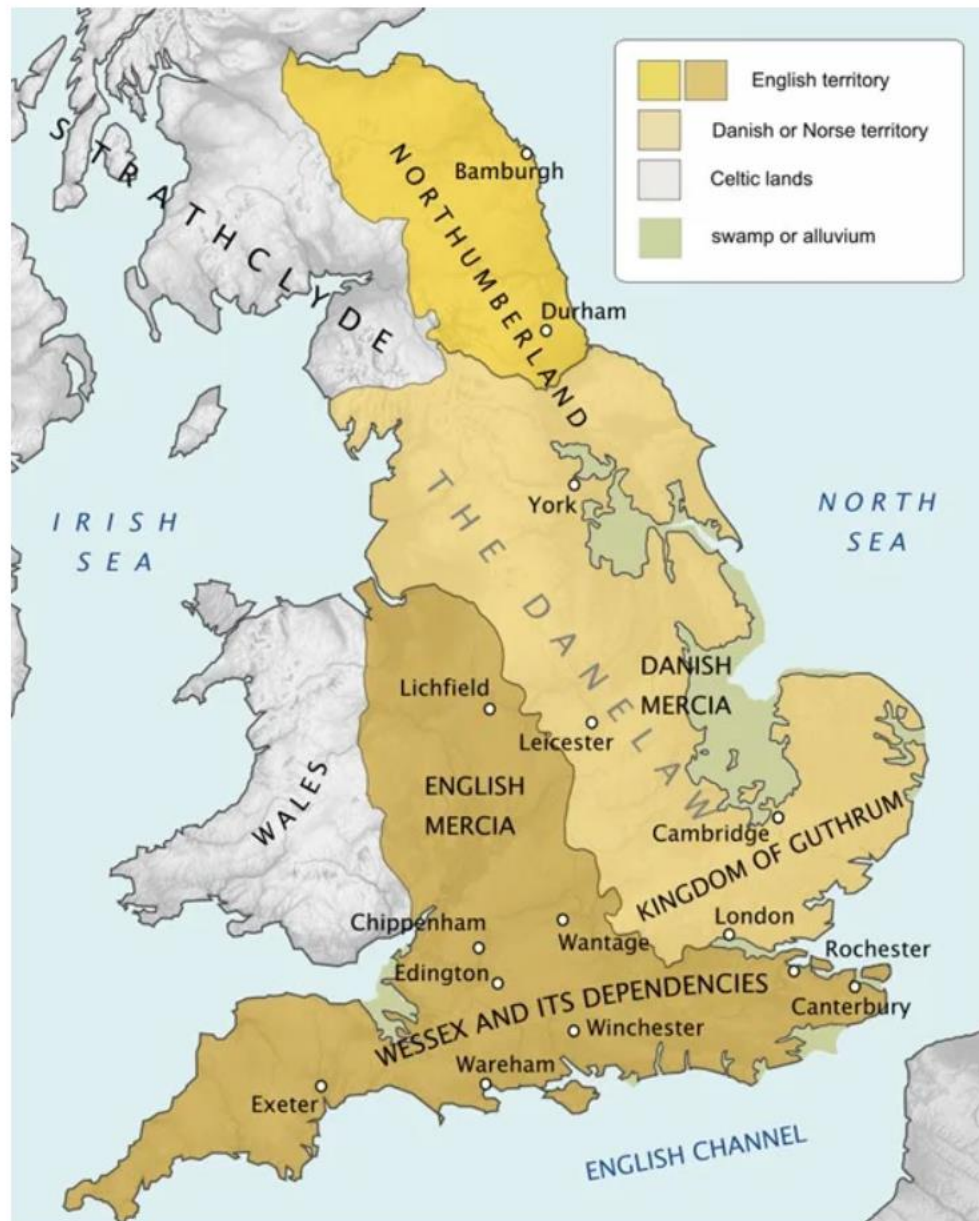 English territory
Danish or Norse territory
Celtic lands
swamp or alluvium
STRATHCLYDE
NORTHUMBERLAND
Bamburgh
Durham
York
IRISH
SEA
NORTH
SEA
THE DANELAW
DANISH
MERCIA
Lichfield
Leicester
ENGLISH
MERCIA
WALES
Cambridge
KINGDOM OF GUTHRUM
Chippenham
Wantage
London
Rochester
Edington
Canterbury
WESSEX AND ITS DEPENDENCIES
Winchester
Wareham
Exeter
ENGLISH CHANNEL